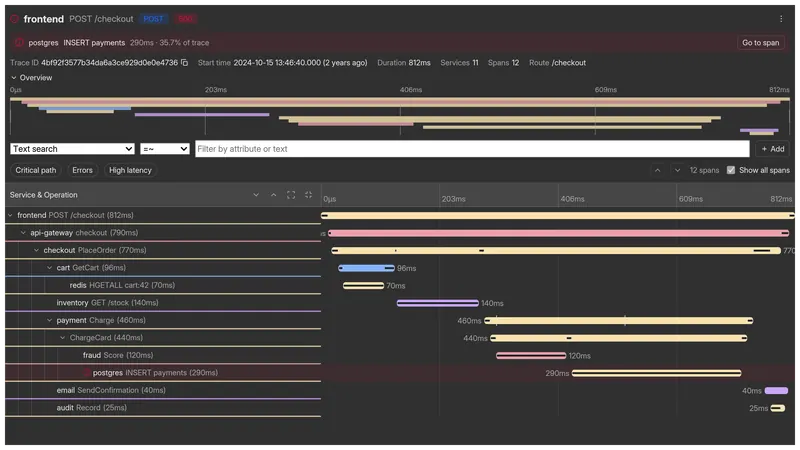 frontend POST /checkout POST 500
postgres INSERT payments 290ms · 35.7% of trace Go to span
Trace ID 4bf92f3577b34da6a3ce929d0e0e4736 Start time 2024-10-15 13:46:40.000 (2 years ago) Duration 812ms Services 11 Spans 12 Route /checkout
Overview
0µs 203ms 406ms 609ms 812ms
Text search =~ Filter by attribute or text + Add
Critical path Errors High latency 12 spans Show all spans
Service & Operation 0µs 203ms 406ms 609ms 812ms
frontend POST /checkout (812ms)
api-gateway checkout (790ms)
checkout PlaceOrder (770ms) 770
cart GetCart (96ms) 96ms
redis HGETALL cart:42 (70ms) 70ms
inventory GET /stock (140ms) 140ms
payment Charge (460ms) 460ms
ChargeCard (440ms) 440ms
fraud Score (120ms) 120ms
postgres INSERT payments (290ms) 290ms
email SendConfirmation (40ms) 40ms
audit Record (25ms) 25ms